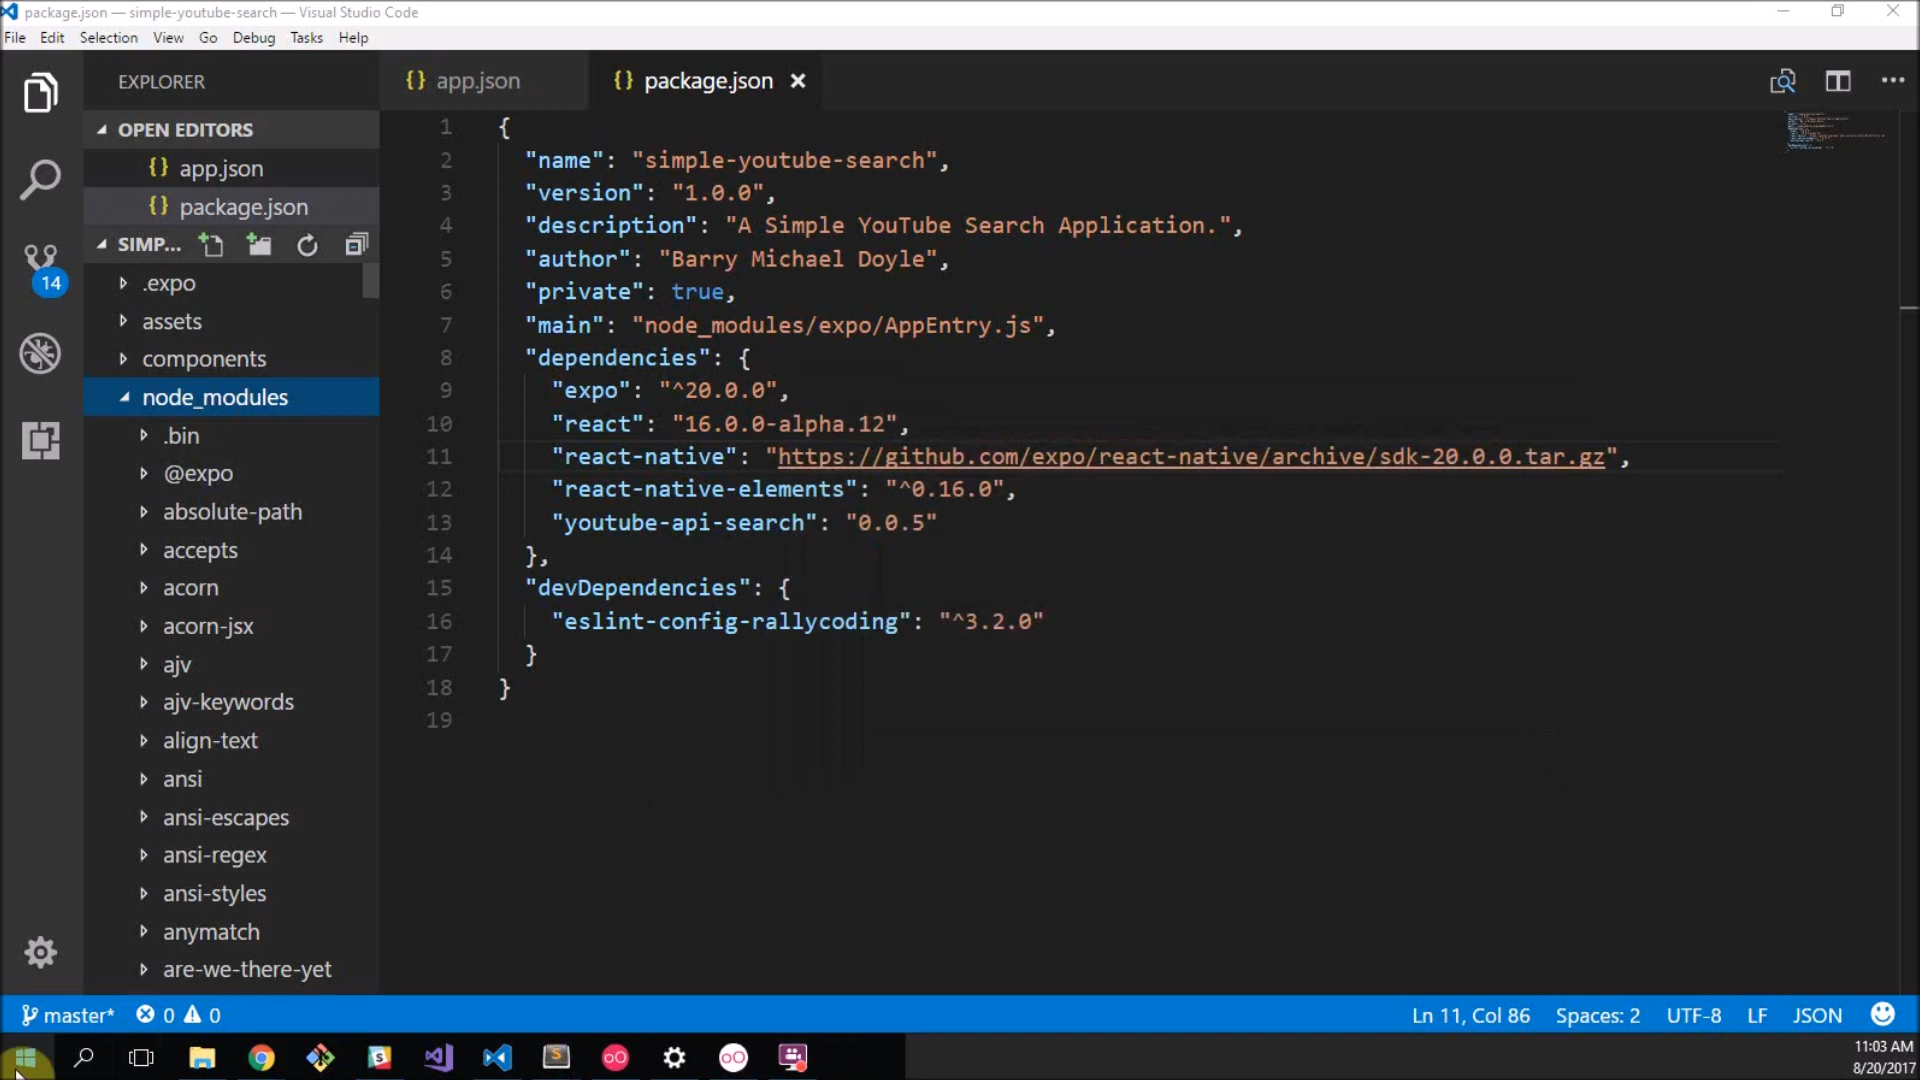 package.json — simple-youtube-search — Visual Studio Code
File Edit Selection View Go Debug Tasks Help
EXPLORER
OPEN EDITORS
{} app.json
{} package.json
SIMP...
14
.expo
assets
components
node_modules
.bin
@expo
absolute-path
accepts
acorn
acorn-jsx
ajv
ajv-keywords
align-text
ansi
ansi-escapes
ansi-regex
ansi-styles
anymatch
are-we-there-yet
{} app.json {} package.json
1 {
2 "name": "simple-youtube-search",
3 "version": "1.0.0",
4 "description": "A Simple YouTube Search Application.",
5 "author": "Barry Michael Doyle",
6 "private": true,
7 "main": "node_modules/expo/AppEntry.js",
8 "dependencies": {
9 "expo": "^20.0.0",
10 "react": "16.0.0-alpha.12",
11 "react-native": "https://github.com/expo/react-native/archive/sdk-20.0.0.tar.gz",
12 "react-native-elements": "^0.16.0",
13 "youtube-api-search": "0.0.5"
14 },
15 "devDependencies": {
16 "eslint-config-rallycoding": "^3.2.0"
17 }
18 }
19
master* 0 0 Ln 11, Col 86 Spaces: 2 UTF-8 LF JSON
11:03 AM
8/20/2017